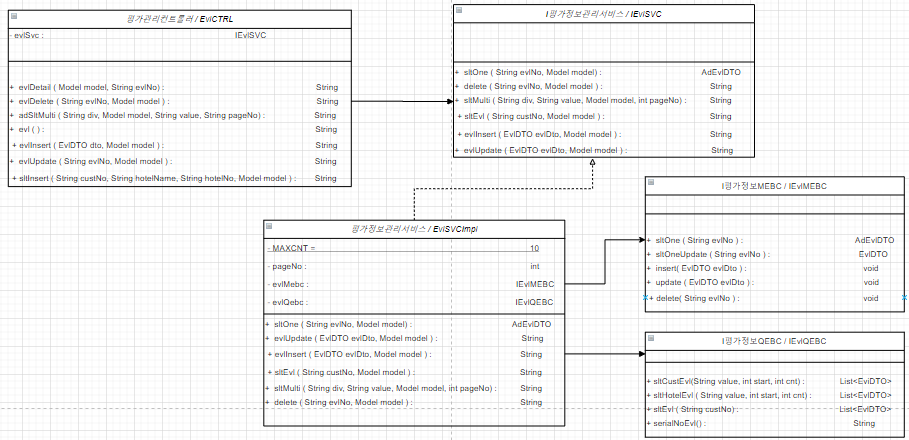 평가관리컨트롤러 / EvlCTRL
- evlSvc : IEvlSVC
+ evlDetail ( Model model, String evlNo) : String
+ evlDelete ( String evlNo, Model model ) : String
+ adSltMulti ( String div, Model model, String value, String pageNo) : String
+ evl ( ) : String
+ evlInsert ( EvlDTO dto, Model model ) : String
+ evlUpdate ( String evlNo, Model model ) : String
+ sltInsert ( String custNo, String hotelName, String hotelNo, Model model ) : String
I평가정보관리서비스 / IEvlSVC
+ sltOne ( String evlNo, Model model) : AdEvlDTO
+ delete ( String evlNo, Model model ) : String
+ sltMulti ( String div, String value, Model model, int pageNo) : String
+ sltEvl ( String custNo, Model model ) : String
+ evlInsert ( EvlDTO evlDto, Model model ) : String
+ evlUpdate ( EvlDTO evlDto, Model model ) : String
평가정보관리서비스 / EvlSVCImpl
- MAXCNT = 10
- pageNo : int
- evlMebc : IEvlMEBC
- evlQebc : IEvlQEBC
+ sltOne ( String evlNo, Model model) : AdEvlDTO
+ evlUpdate ( EvlDTO evlDto, Model model ) : String
+ evlInsert ( EvlDTO evlDto, Model model ) : String
+ sltEvl ( String custNo, Model model ) : String
+ sltMulti ( String div, String value, Model model, int pageNo) : String
+ delete ( String evlNo, Model model ) : String
I평가정보MEBC / IEvlMEBC
+ sltOne ( String evlNo ) : AdEvlDTO
+ sltOneUpdate ( String evlNo ) : EvlDTO
+ insert( EvlDTO evlDto ) : void
+ update ( EvlDTO evlDto ) : void
+ delete( String evlNo ) : void
I평가정보QEBC / IEvlQEBC
+ sltCustEvl(String value, int start, int cnt) : List<EvlDTO>
+ sltHotelEvl ( String value, int start, int cnt) : List<EvlDTO>
+ sltEvl ( String custNo) : List<EvlDTO>
+ serialNoEvl() : String